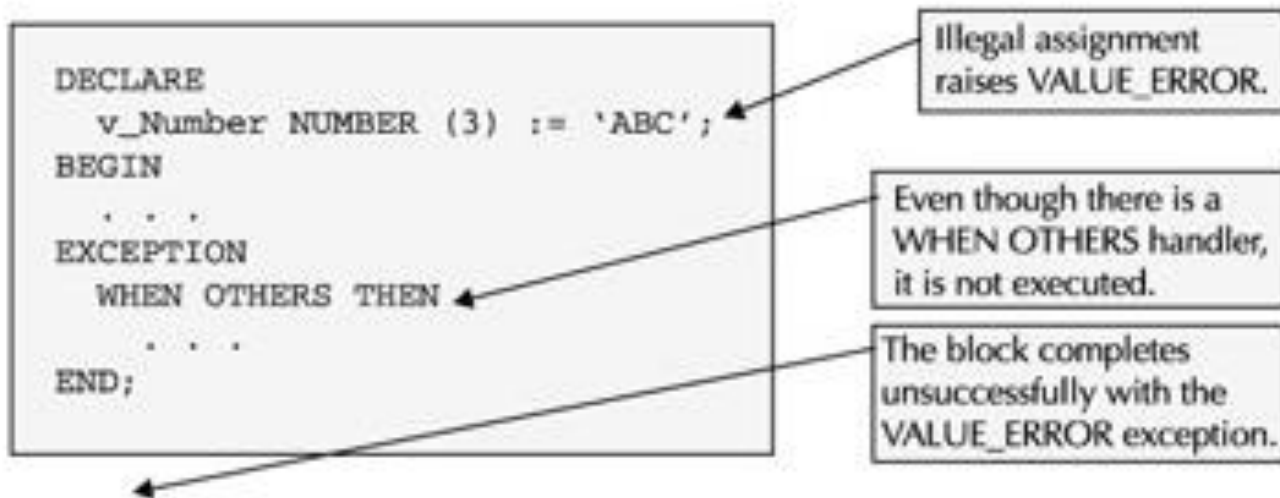 DECLARE
v_Number NUMBER (3) := ‘ABC’;
BEGIN
. . .
EXCEPTION
WHEN OTHERS THEN
. . .
END;
Illegal assignment
raises VALUE_ERROR.
Even though there is a
WHEN OTHERS handler,
it is not executed.
The block completes
unsuccessfully with the
VALUE_ERROR exception.